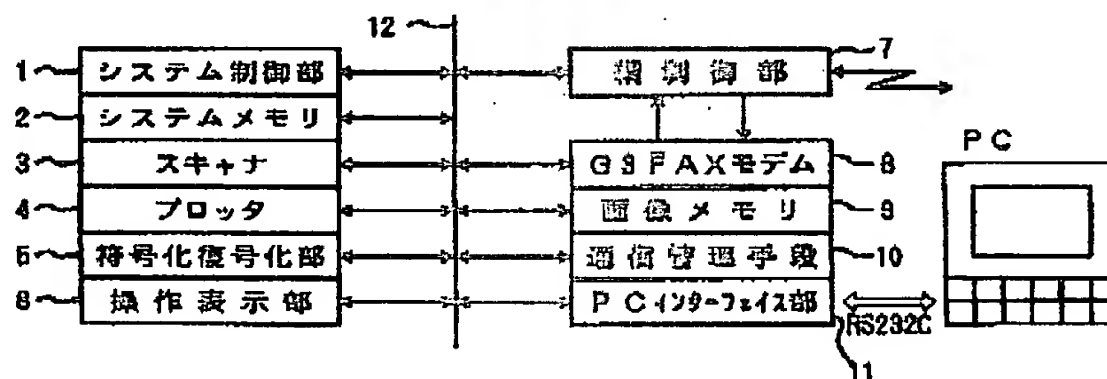 12
1 システム制御部
2 システムメモリ
3 スキャナ
4 プロッタ
5 符号化復号化部
6 操作表示部
網制御部 7
G3FAXモデム 8
画像メモリ 9
通信管理手段 10
PCインターフェイス部
11
RS232C
PC